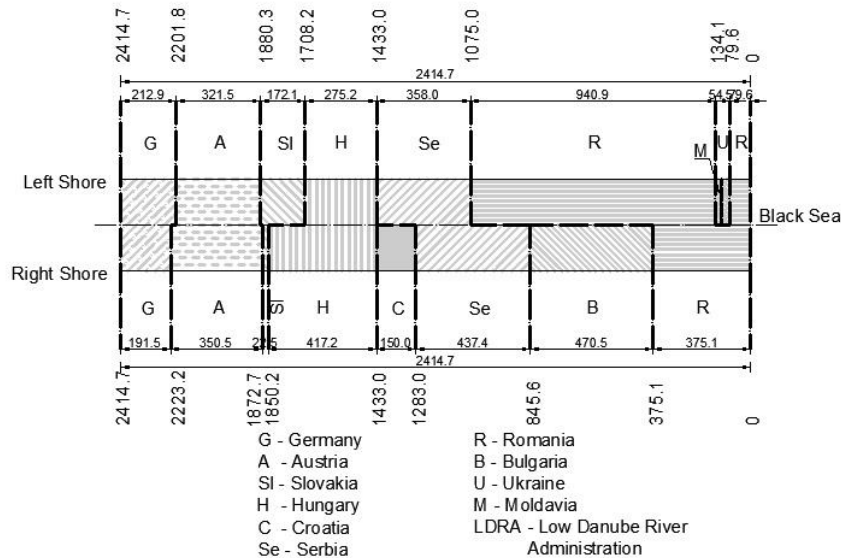 2414.7 2201.8 1880.3 1708.2 1433.0 1075.0 134.1 79.6 0
2414.7
212.9 321.5 172.1 275.2 358.0 940.9 54.5 79.6
G A Sl H Se R U R
M
Left Shore
Black Sea
Right Shore
G A Sl H C Se B R
191.5 350.5 22.5 417.2 150.0 437.4 470.5 375.1
2414.7
2414.7 2223.2 1872.7 1850.2 1433.0 1283.0 845.6 375.1 0
G - Germany
A - Austria
Sl - Slovakia
H - Hungary
C - Croatia
Se - Serbia
R - Romania
B - Bulgaria
U - Ukraine
M - Moldavia
LDRA - Low Danube River
Administration